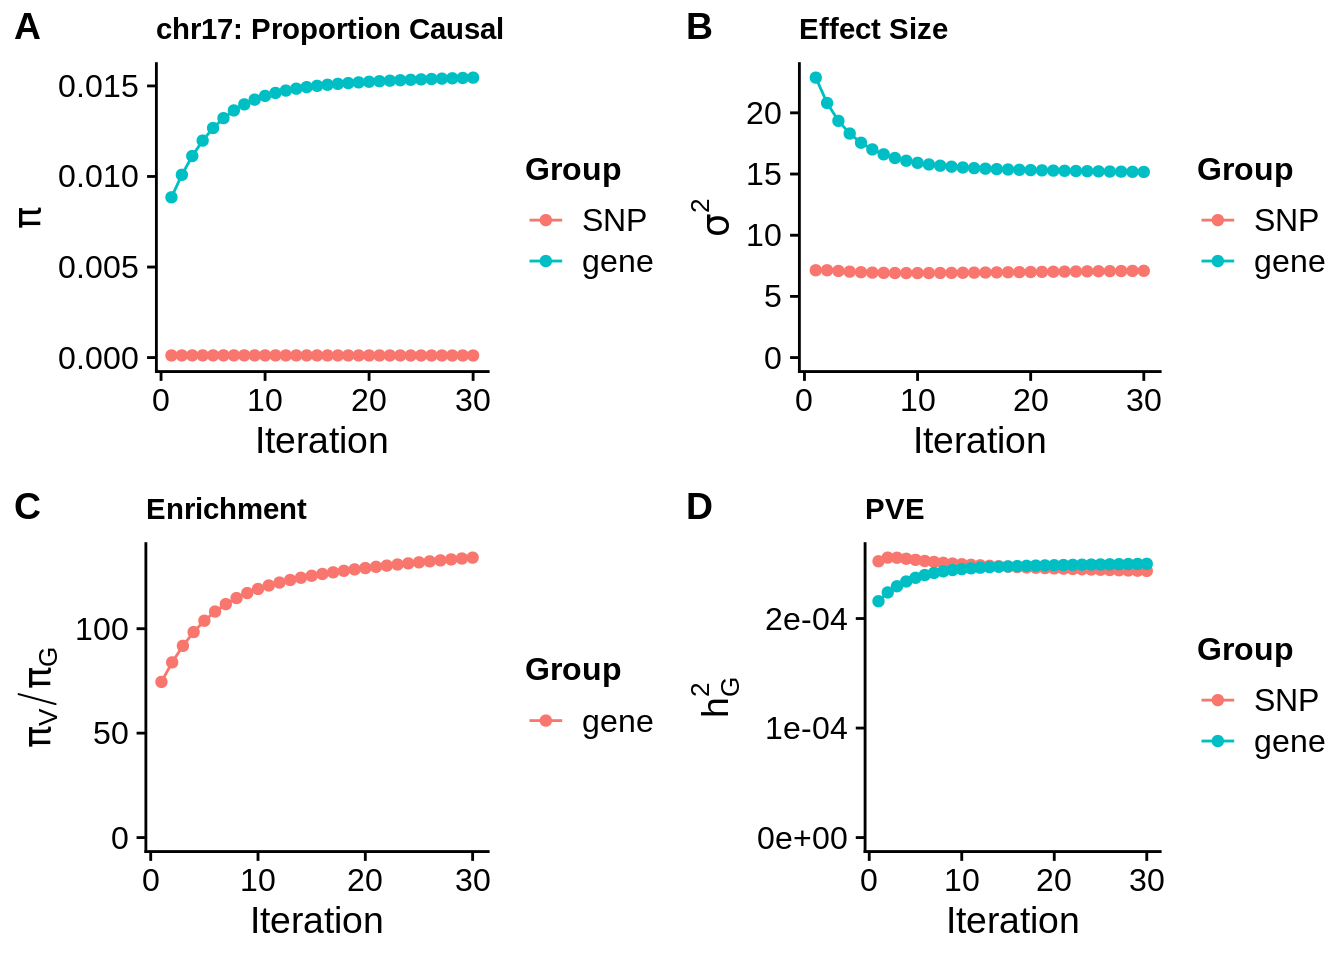 A
chr17: Proportion Causal
0.015
0.010
0.005
0.000
π
0
10
20
30
Iteration
Group
SNP
gene
B
Effect Size
20
15
10
5
0
σ²
0
10
20
30
Iteration
Group
SNP
gene
C
Enrichment
100
50
0
πV/πG
0
10
20
30
Iteration
Group
gene
D
PVE
2e-04
1e-04
0e+00
h²G
0
10
20
30
Iteration
Group
SNP
gene